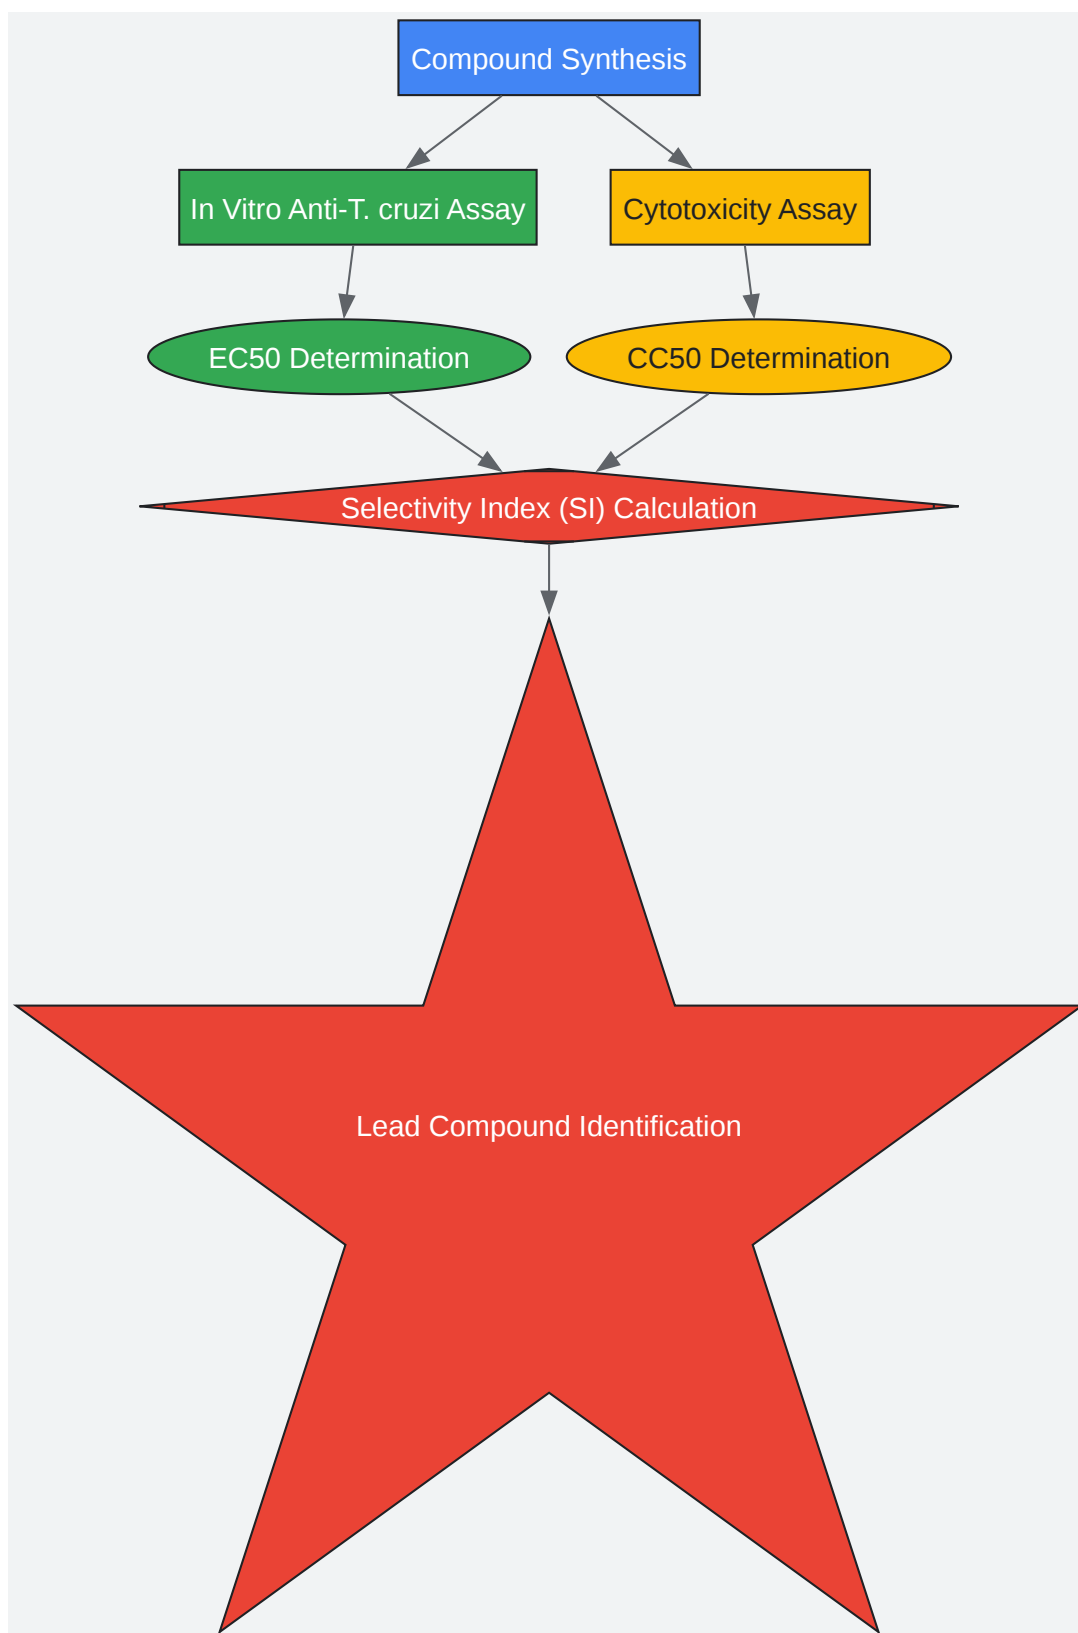 Compound Synthesis
In Vitro Anti-T. cruzi Assay
Cytotoxicity Assay
EC50 Determination
CC50 Determination
Selectivity Index (SI) Calculation
Lead Compound Identification